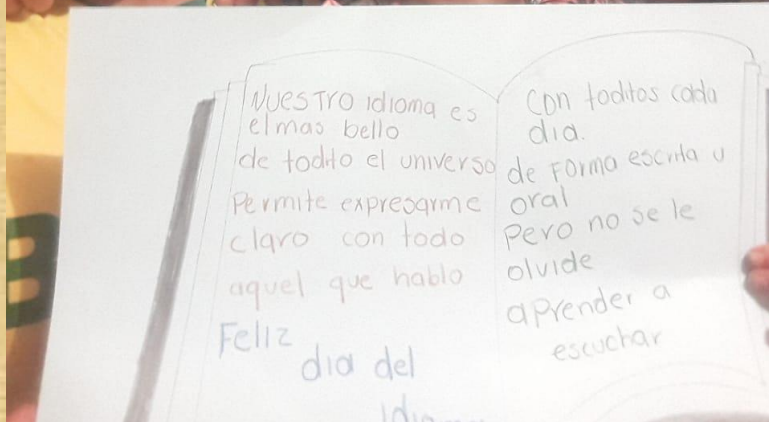 Nuestro idioma es
el mas bello
de todito el universo
Permite expresarme
claro con todo
aquel que hablo
Feliz
dia del
con toditos cada
dia.
de Forma escrita u
oral
Pero no se le
olvide
aprender a
escuchar